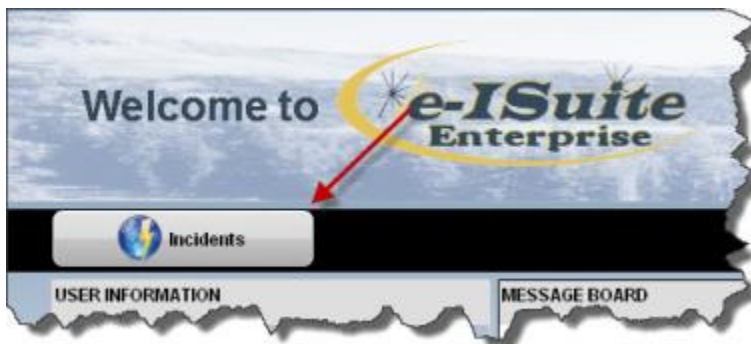 Welcome to e-ISuite
Enterprise
Incidents
USER INFORMATION MESSAGE BOARD